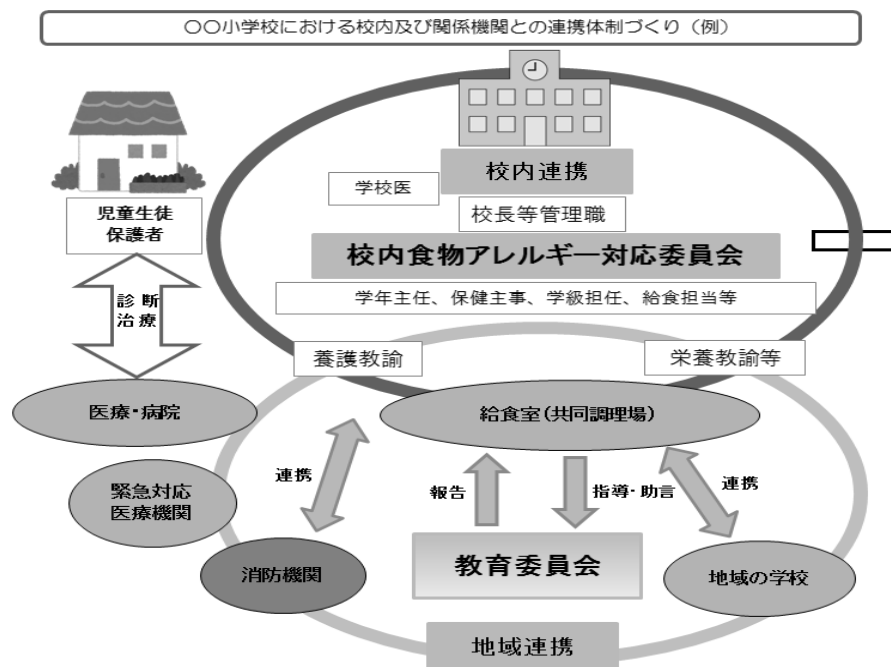 〇〇小学校における校内及び関係機関との連携体制づくり（例）
校内連携
学校医
校長等管理職
児童生徒
保護者
校内食物アレルギー対応委員会
学年主任、保健主事、学級担任、給食担当等
診断
治療
養護教諭
栄養教諭等
医療・病院
給食室（共同調理場）
連携
報告
指導・助言
連携
緊急対応
医療機関
消防機関
教育委員会
地域の学校
地域連携